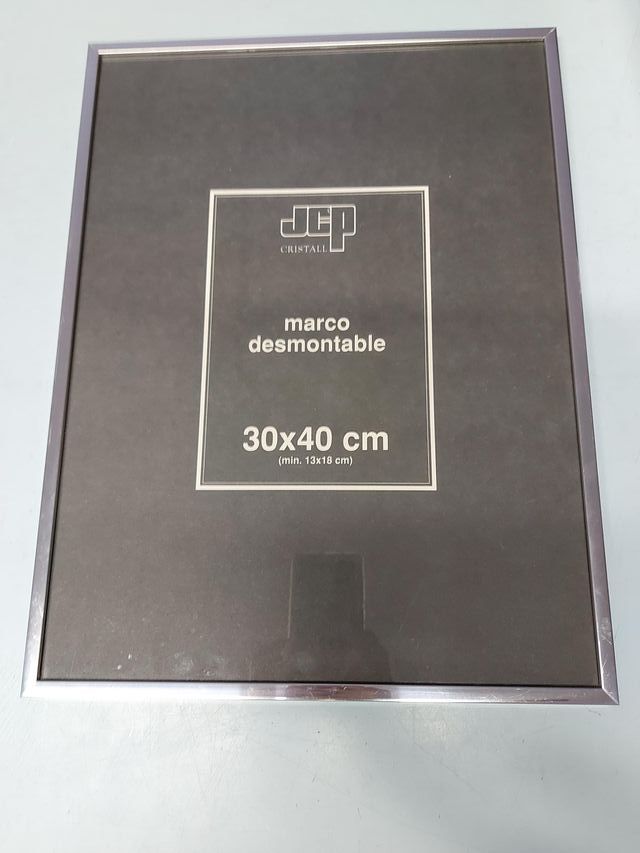 JCP
CRISTALL
marco
desmontable
30x40 cm
(min. 13x18 cm)